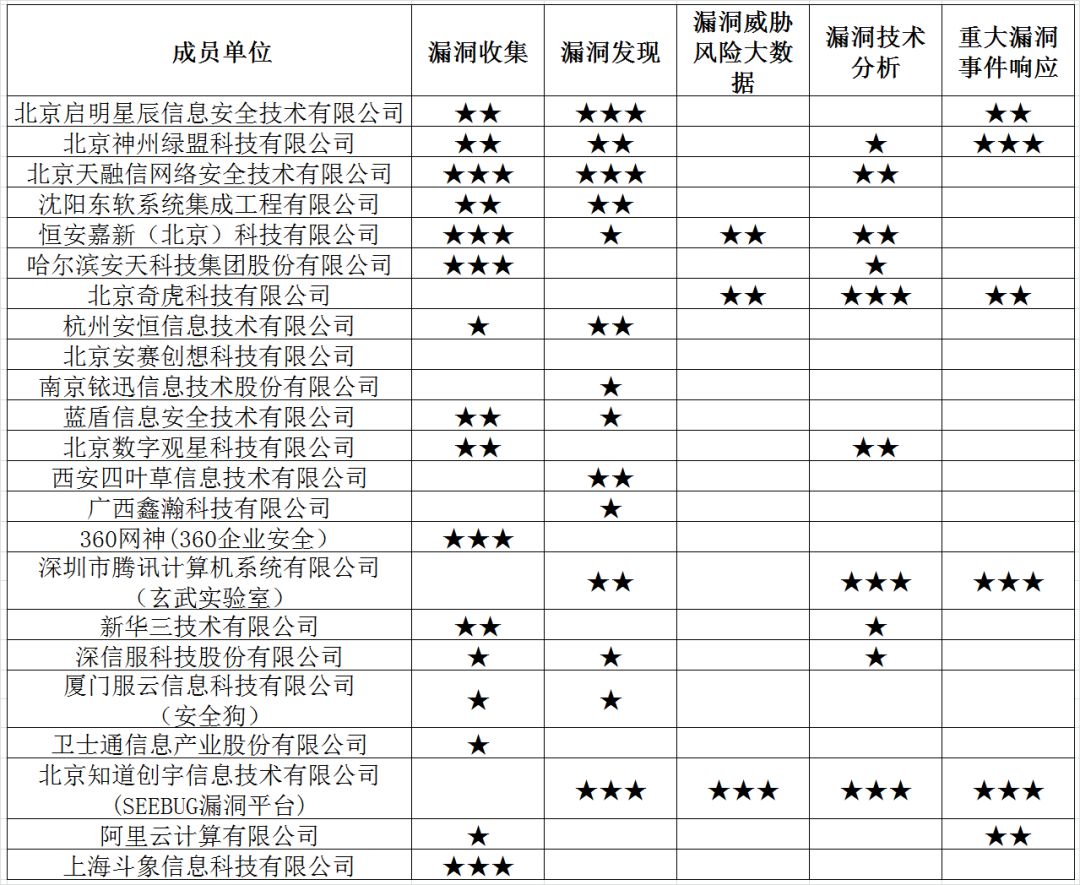 成员单位 漏洞收集 漏洞发现 漏洞威胁风险大数据 漏洞技术分析 重大漏洞事件响应
北京启明星辰信息安全技术有限公司 ★★ ★★★ ★★
北京神州绿盟科技有限公司 ★★ ★★ ★ ★★★
北京天融信网络安全技术有限公司 ★★★ ★★★ ★★
沈阳东软系统集成工程有限公司 ★★ ★★
恒安嘉新（北京）科技有限公司 ★★★ ★ ★★ ★★
哈尔滨安天科技集团股份有限公司 ★★★ ★
北京奇虎科技有限公司 ★★ ★★★ ★★
杭州安恒信息技术有限公司 ★ ★★
北京安赛创想科技有限公司
南京铱迅信息技术股份有限公司 ★
蓝盾信息安全技术有限公司 ★★ ★
北京数字观星科技有限公司 ★★ ★★
西安四叶草信息技术有限公司 ★★
广西鑫瀚科技有限公司 ★
360网神(360企业安全） ★★★
深圳市腾讯计算机系统有限公司
（玄武实验室） ★★ ★★★ ★★★
新华三技术有限公司 ★★ ★
深信服科技股份有限公司 ★ ★ ★
厦门服云信息科技有限公司
（安全狗） ★ ★
卫士通信息产业股份有限公司 ★
北京知道创宇信息技术有限公司
(SEEBUG漏洞平台) ★★★ ★★★ ★★★ ★★★
阿里云计算有限公司 ★ ★★
上海斗象信息科技有限公司 ★★★